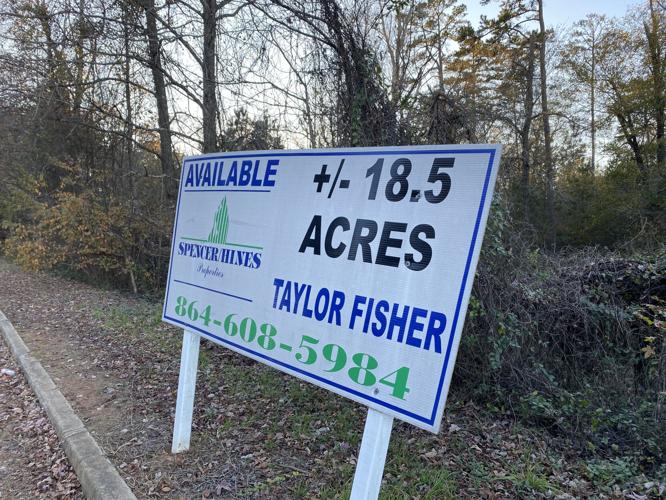 AVAILABLE
+/- 18.5
ACRES
SPENCER/HINES
Properties
TAYLOR FISHER
864-608-5984